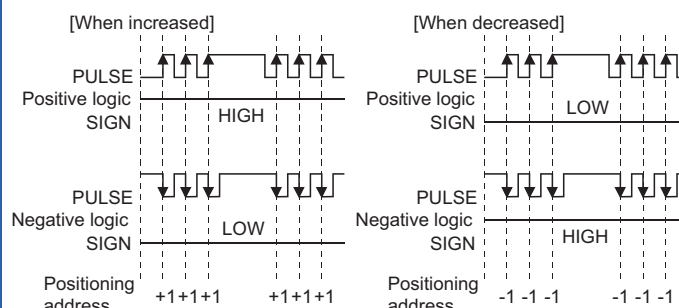 [When increased]
PULSE
Positive logic
SIGN
HIGH
PULSE
Negative logic
SIGN
LOW
Positioning
address
+1+1+1 +1+1+1
[When decreased]
PULSE
Positive logic
SIGN
LOW
PULSE
Negative logic
SIGN
HIGH
Positioning
address
-1 -1 -1 -1 -1 -1